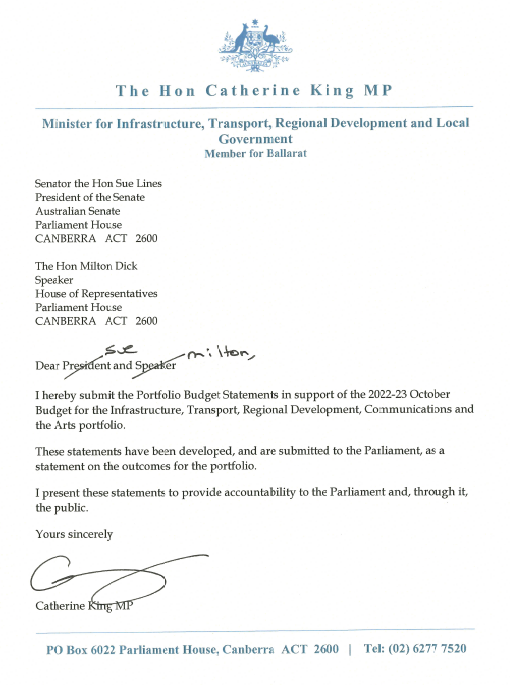 The Hon Catherine King MP
Minister for Infrastructure, Transport, Regional Development and Local
Government
Member for Ballarat
Senator the Hon Sue Lines
President of the Senate
Australian Senate
Parliament House
CANBERRA ACT 2600
The Hon Milton Dick
Speaker
House of Representatives
Parliament House
CANBERRA ACT 2600
Sue milton,
Dear President and Speaker
I hereby submit the Portfolio Budget Statements in support of the 2022-23 October
Budget for the Infrastructure, Transport, Regional Development, Communications and
the Arts portfolio.
These statements have been developed, and are submitted to the Parliament, as a
statement on the outcomes for the portfolio.
I present these statements to provide accountability to the Parliament and, through it,
the public.
Yours sincerely
Catherine King MP
PO Box 6022 Parliament House, Canberra ACT 2600 | Tel: (02) 6277 7520